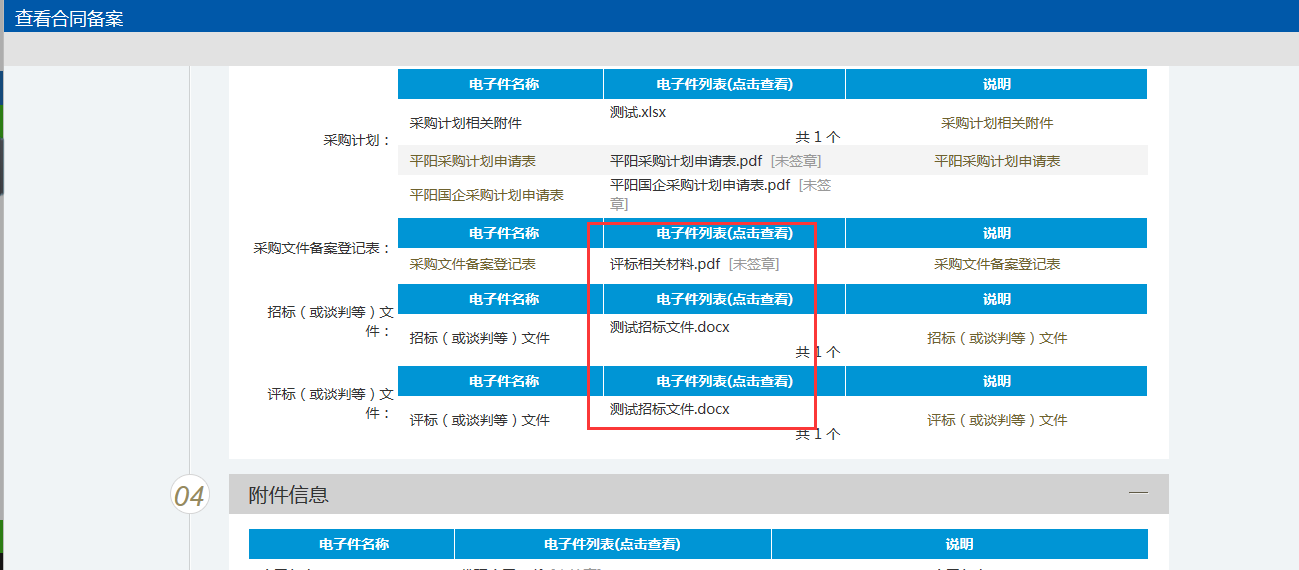 查看合同备案
电子件名称 电子件列表(点击查看) 说明
采购计划：
采购计划相关附件 测试.xlsx 共 1 个 采购计划相关附件
平阳采购计划申请表 平阳采购计划申请表.pdf [未签章] 平阳采购计划申请表
平阳国企采购计划申请表 平阳国企采购计划申请表.pdf [未签
章]
采购文件备案登记表：
电子件名称 电子件列表(点击查看) 说明
采购文件备案登记表 评标相关材料.pdf [未签章] 采购文件备案登记表
招标（或谈判等）文
件：
电子件名称 电子件列表(点击查看) 说明
招标（或谈判等）文件 测试招标文件.docx 共 1 个 招标（或谈判等）文件
评标（或谈判等）文
件：
电子件名称 电子件列表(点击查看) 说明
评标（或谈判等）文件 测试招标文件.docx 共 1 个 评标（或谈判等）文件
04 附件信息
电子件名称 电子件列表(点击查看) 说明